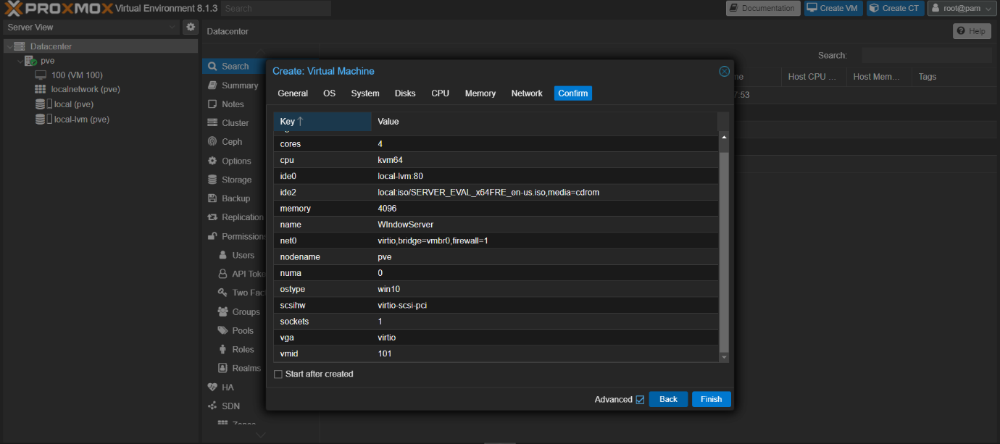 PROXMOX Virtual Environment 8.1.3 Search Documentation Create VM Create CT root@pam
Server View
Datacenter
pve
100 (VM 100)
localnetwork (pve)
local (pve)
local-lvm (pve)
Datacenter Help
Search
Summary
Notes
Cluster
Ceph
Options
Storage
Backup
Replication
Permissions
Users
API Toke
Two Fac
Groups
Pools
Roles
Realms
HA
SDN
Zones
Search:
me Host CPU ... Host Mem... Tags
7:53
Create: Virtual Machine
General OS System Disks CPU Memory Network Confirm
Key ↑ Value
cores 4
cpu kvm64
ide0 local-lvm:80
ide2 local:iso/SERVER_EVAL_x64FRE_en-us.iso,media=cdrom
memory 4096
name WIndowServer
net0 virtio,bridge=vmbr0,firewall=1
nodename pve
numa 0
ostype win10
scsihw virtio-scsi-pci
sockets 1
vga virtio
vmid 101
Start after created
Advanced Back Finish